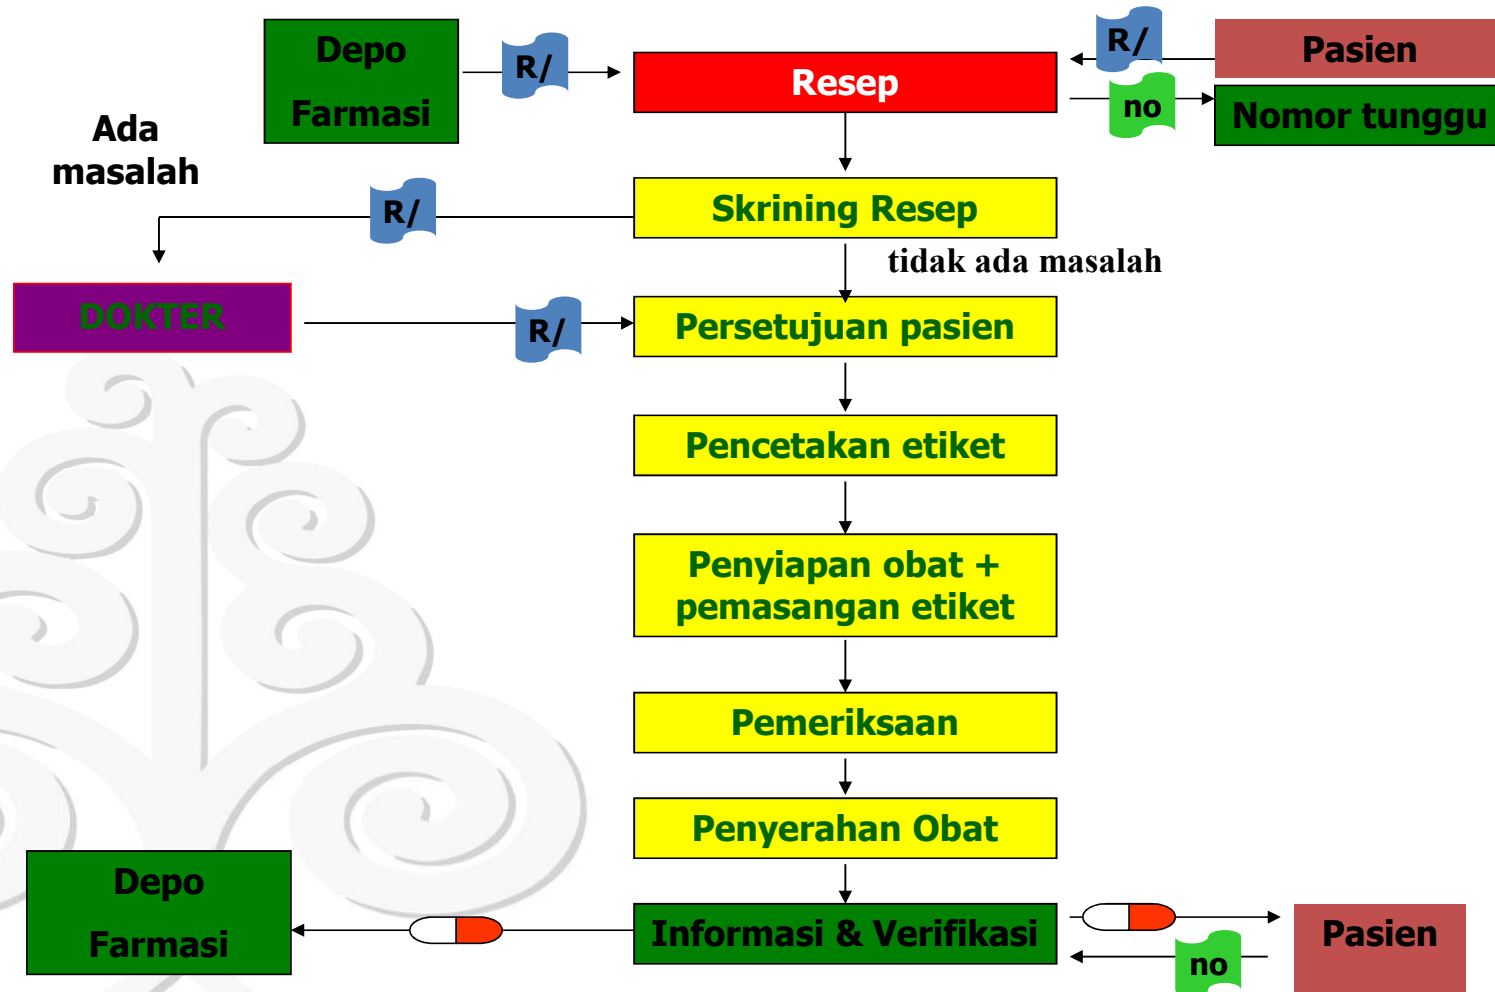 Depo
Farmasi
R/
Resep
R/
Pasien
no
Nomor tunggu
Ada
masalah
R/
Skrining Resep
tidak ada masalah
DOKTER
R/
Persetujuan pasien
Pencetakan etiket
Penyiapan obat +
pemasangan etiket
Pemeriksaan
Penyerahan Obat
Depo
Farmasi
Informasi & Verifikasi
Pasien
no